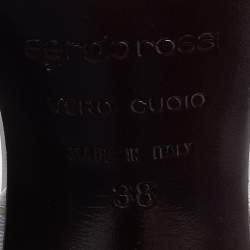 sergio rossi
VERO CUOIO
MADE IN ITALY
38